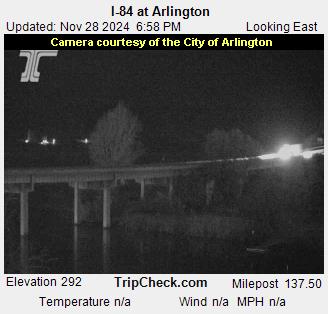 I-84 at Arlington
Updated: Nov 28 2024 6:58 PM Looking East
Camera courtesy of the City of Arlington
Elevation 292 TripCheck.com Milepost 137.50
Temperature n/a Wind n/a MPH n/a